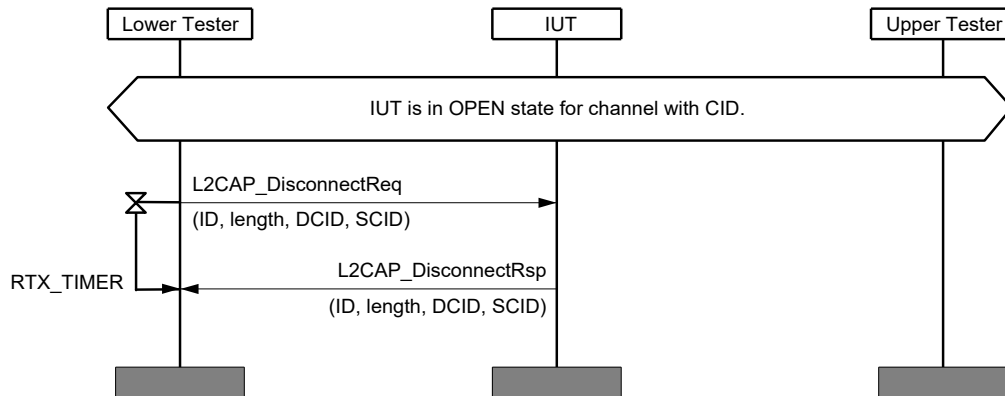 Lower Tester
IUT
Upper Tester
IUT is in OPEN state for channel with CID.
L2CAP_DisconnectReq
(ID, length, DCID, SCID)
RTX_TIMER
L2CAP_DisconnectRsp
(ID, length, DCID, SCID)